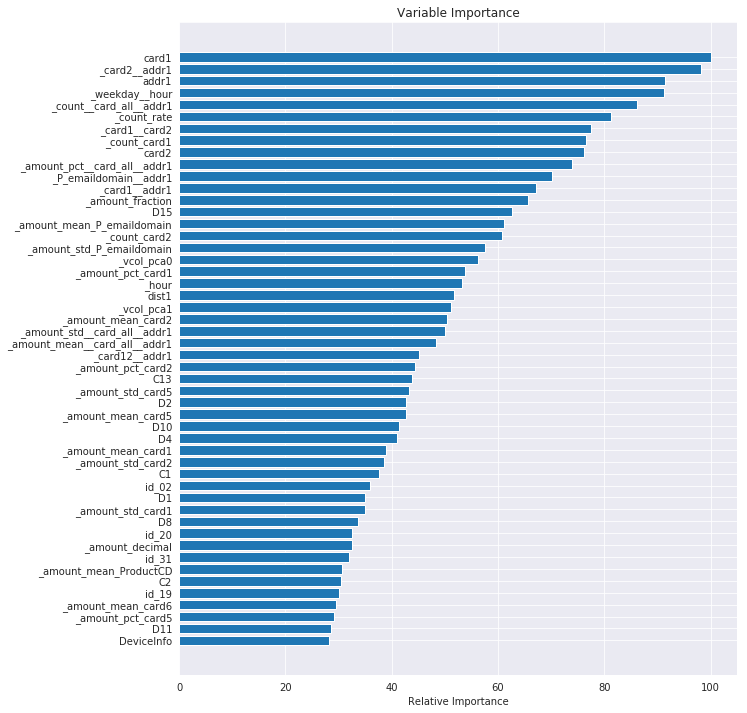 Variable Importance
card1
_card2__addr1
addr1
_weekday__hour
_count__card_all__addr1
_count_rate
_card1__card2
_count_card1
card2
_amount_pct__card_all__addr1
_P_emaildomain__addr1
_card1__addr1
_amount_fraction
D15
_amount_mean_P_emaildomain
_count_card2
_amount_std_P_emaildomain
_vcol_pca0
_amount_pct_card1
_hour
dist1
_vcol_pca1
_amount_mean_card2
_amount_std__card_all__addr1
_amount_mean__card_all__addr1
_card12__addr1
_amount_pct_card2
C13
_amount_std_card5
D2
_amount_mean_card5
D10
D4
_amount_mean_card1
_amount_std_card2
C1
id_02
D1
_amount_std_card1
D8
id_20
_amount_decimal
id_31
_amount_mean_ProductCD
C2
id_19
_amount_mean_card6
_amount_pct_card5
D11
DeviceInfo
0 20 40 60 80 100
Relative Importance